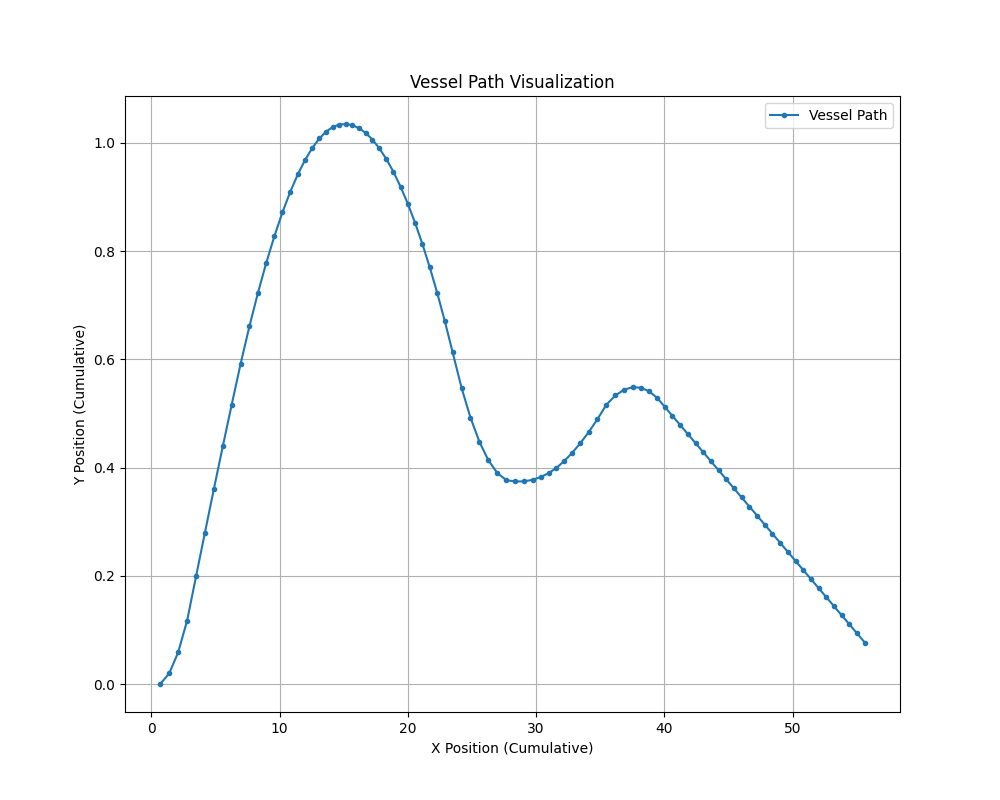 Vessel Path Visualization
Vessel Path
1.0
0.8
0.6
0.4
0.2
0.0
Y Position (Cumulative)
0 10 20 30 40 50
X Position (Cumulative)